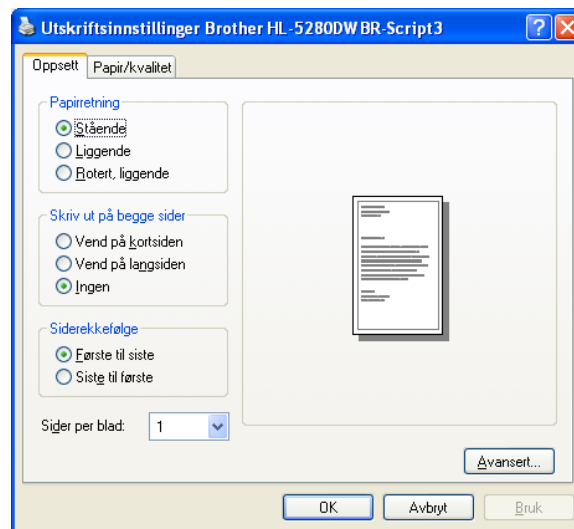 Utskriftsinnstillinger Brother HL-5280DW BR-Script3
Oppsett
Papir/kvalitet
Papirretning
Stående
Liggende
Rotert, liggende
Skriv ut på begge sider
Vend på kortsiden
Vend på langsiden
Ingen
Siderekkefølge
Første til siste
Siste til første
Sider per blad:
1
Avansert...
OK
Avbryt
Bruk